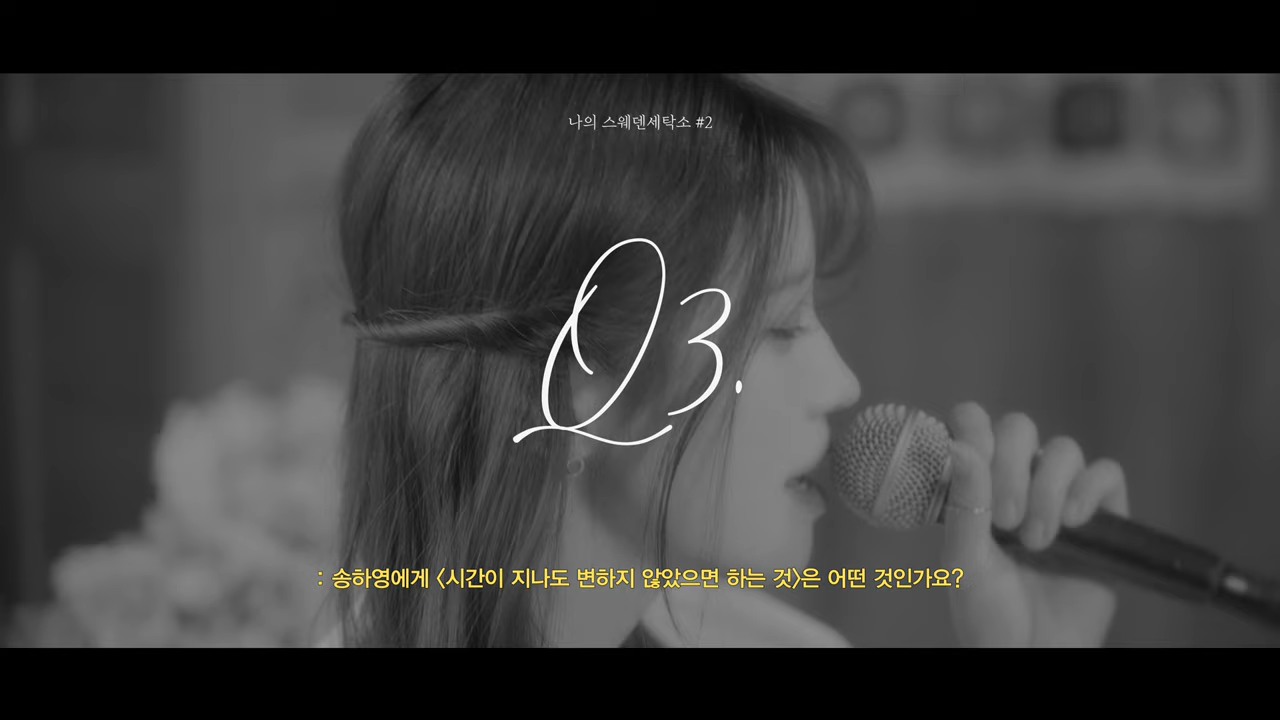 나의 스웨덴세탁소 #2
Q3.
: 송하영에게 〈시간이 지나도 변하지 않았으면 하는 것〉은 어떤 것인가요?